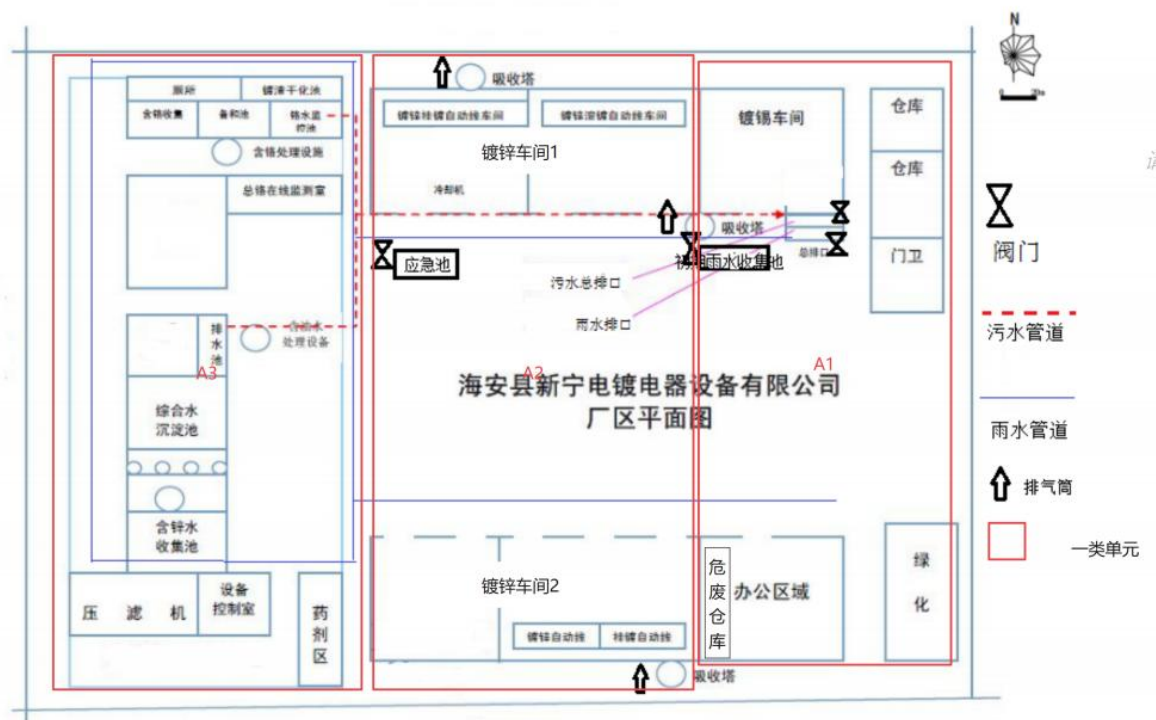 N
吸收塔
厕所
镀渣干化池
含铬收集
备和池
铬水监
控池
含铬处理设施
总铬在线监测室
镀锌挂镀自动线车间
镀锌滚镀自动线车间
镀锌车间1
冷却机
镀锡车间
仓库
仓库
门卫
吸收塔
总排口
应急池
雨水收集池
污水总排口
雨水排口
阀门
污水管道
雨水管道
排气筒
一类单元
排
水
池
处理设备
A3
A2
A1
海安县新宁电镀电器设备有限公司
厂区平面图
综合水
沉淀池
含锌水
收集池
压滤机
设备
控制室
药
剂
区
镀锌车间2
镀锌自动线
挂镀自动线
危
废
仓
库
办公区域
绿
化
吸收塔